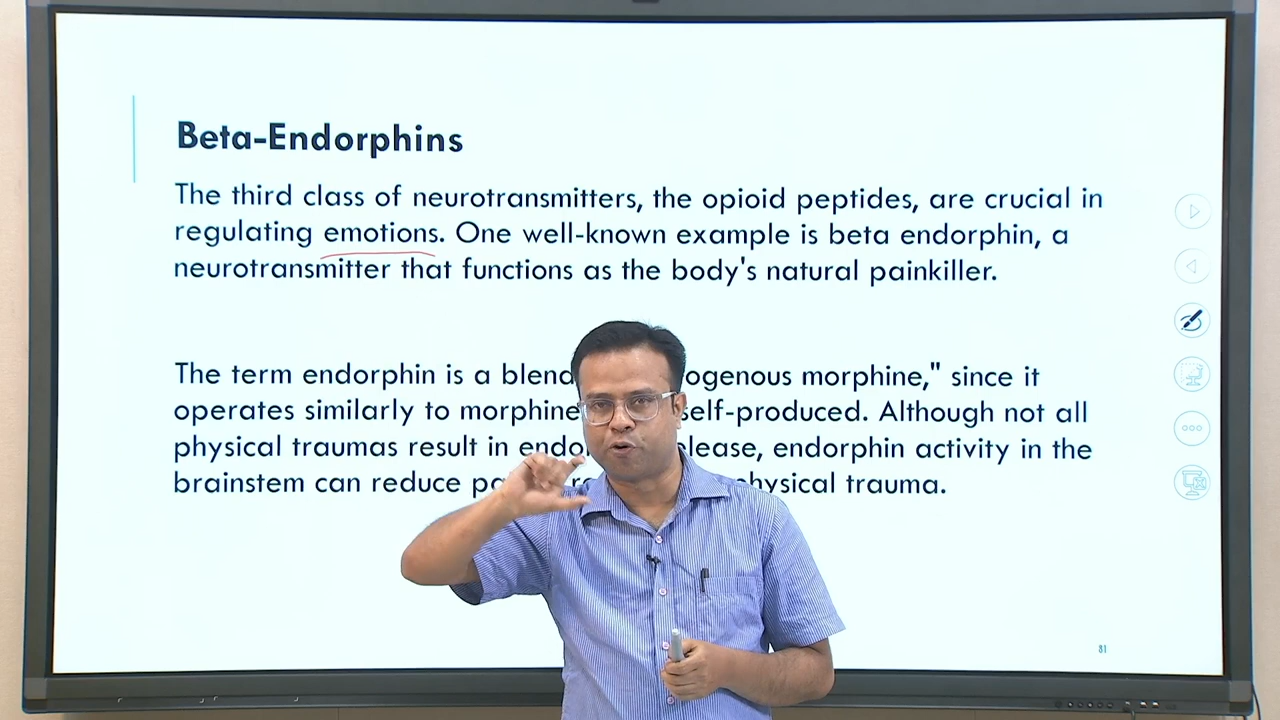 Beta-Endorphins
The third class of neurotransmitters, the opioid peptides, are crucial in
regulating emotions. One well-known example is beta endorphin, a
neurotransmitter that functions as the body's natural painkiller.
The term endorphin is a blend ogenous morphine," since it
operates similarly to morphine self-produced. Although not all
physical traumas result in endo lease, endorphin activity in the
brainstem can reduce physical trauma.
81